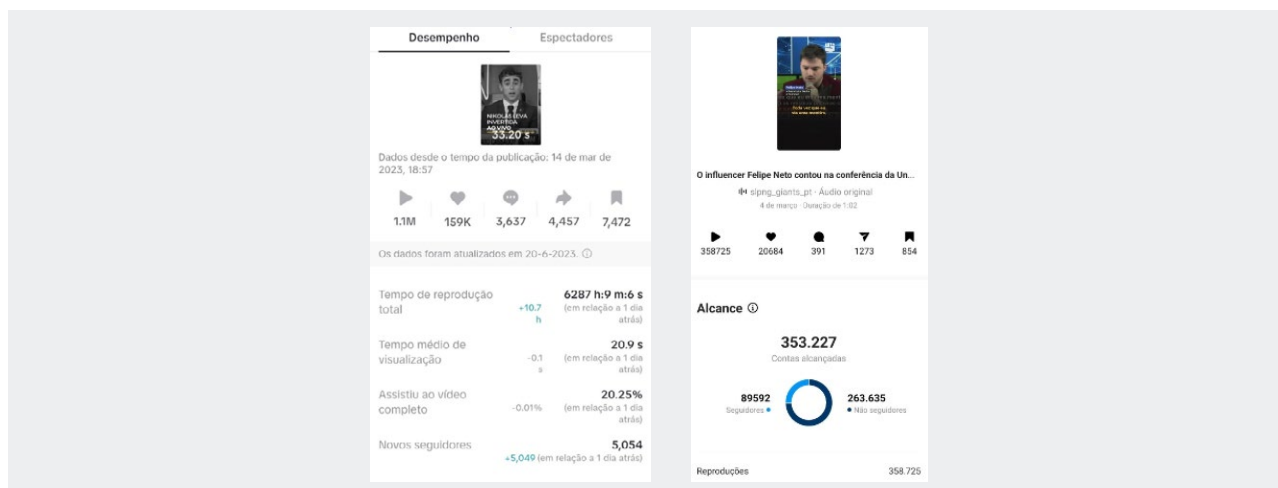 Desempenho
Espectadores
NIKOLAS LEVA
INVERTIDA
AO VIVO
33.20 s
Dados desde o tempo da publicação: 14 de mar de
2023, 18:57
1.1M
159K
3,637
4,457
7,472
Os dados foram atualizados em 20-6-2023.
Tempo de reprodução
total
+10.7
h
6287 h:9 m:6 s
(em relação a 1 dia
atrás)
Tempo médio de
visualização
-0.1
s
20.9 s
(em relação a 1 dia
atrás)
Assistiu ao vídeo
completo
-0.01%
20.25%
(em relação a 1 dia
atrás)
Novos seguidores
5,054
+5,049 (em relação a 1 dia atrás)
O influencer Felipe Neto contou na conferência da Un...
slpng_giants_pt · Áudio original
4 de março · Duração de 1:02
358725
20684
391
1273
854
Alcance
353.227
Contas alcançadas
89592
Seguidores
263.635
Não seguidores
Reproduções
358.725